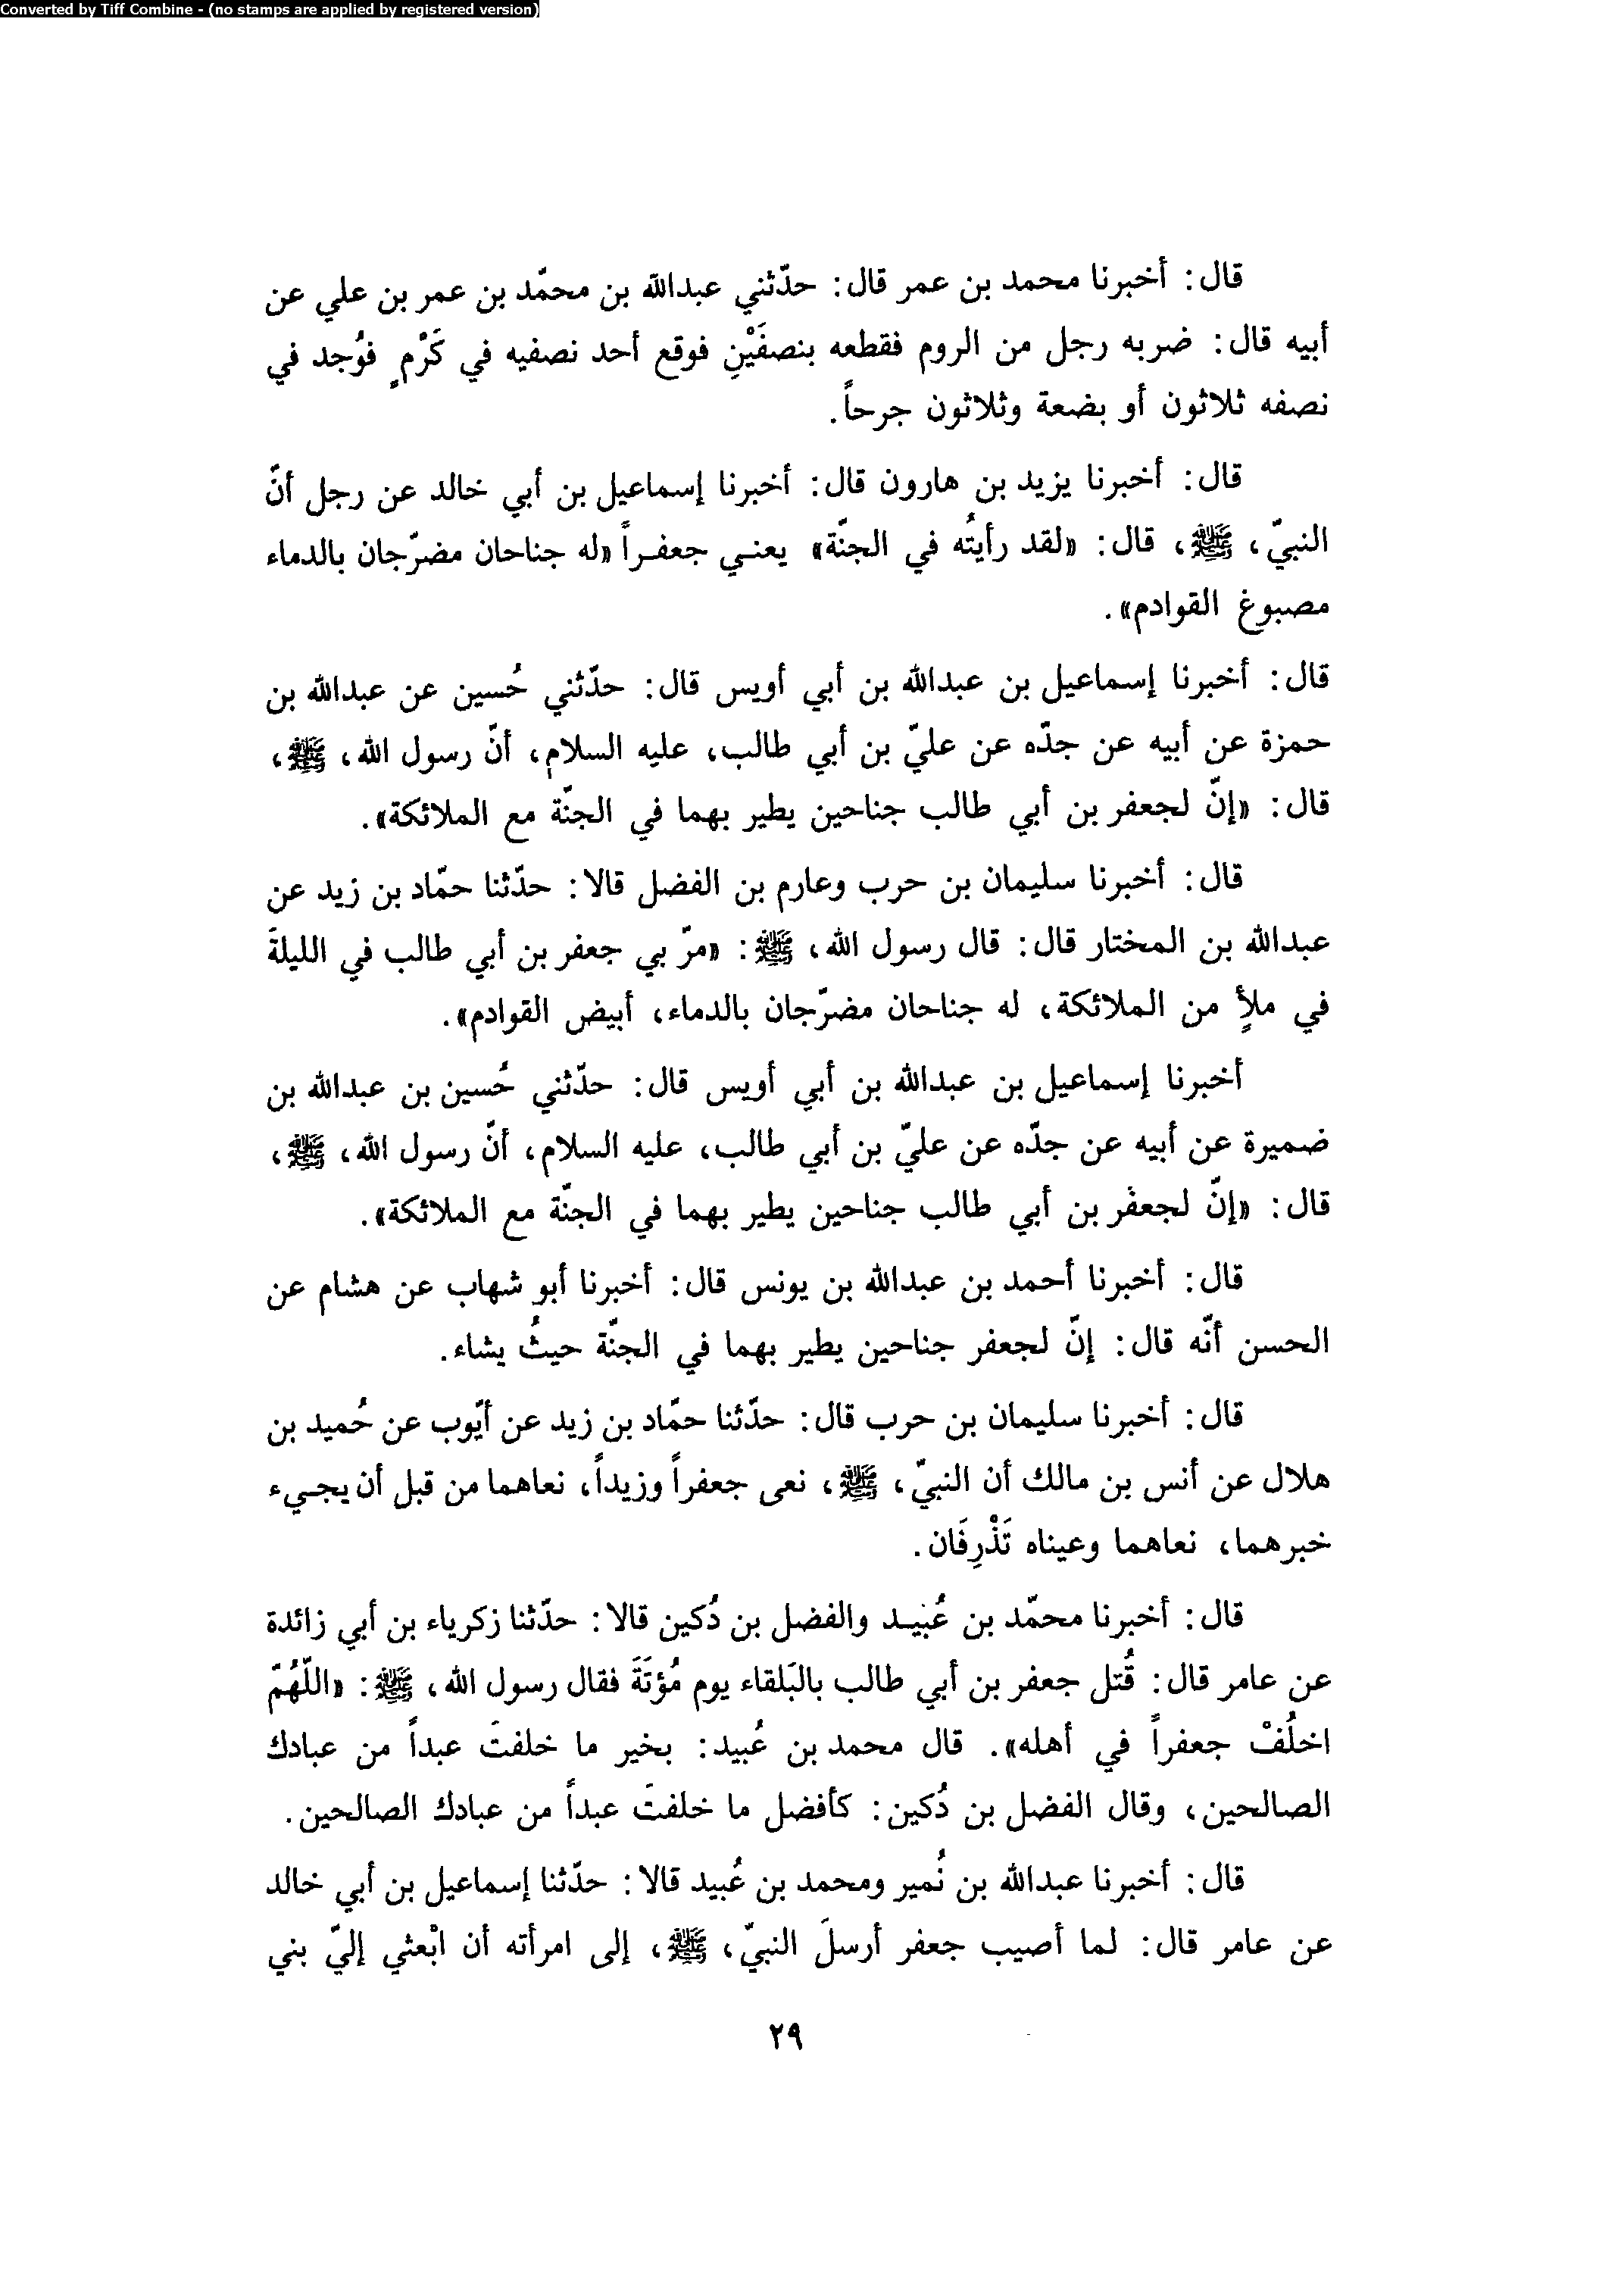 Converted by Tiff Combine - (no stamps are applied by registered version)
قال: أخبرنا محمد بن عمر قال: حدّثني عبدالله بن محمّد بن عمر بن علي عن
أبيه قال: ضربه رجل من الروم فقطعه بنصفَيْنِ فوقع أحد نصفيه في كَرْمٍ فوُجد في
نصفه ثلاثون أو بضعة وثلاثون جرحاً.
قال: أخبرنا يزيد بن هارون قال: أخبرنا إسماعيل بن أبي خالد عن رجل أنّ
النبيّ، ﷺ، قال: «لقد رأيتُه في الجنّة» يعني جعفراً «له جناحان مضرّجان بالدماء
مصبوغ القوادم».
قال: أخبرنا إسماعيل بن عبدالله بن أبي أويس قال: حدّثني حُسين عن عبدالله بن
حمزة عن أبيه عن جدّه عن عليّ بن أبي طالب، عليه السلام، أنّ رسول الله، ﷺ،
قال: «إنّ لجعفر بن أبي طالب جناحين يطير بهما في الجنّة مع الملائكة».
قال: أخبرنا سليمان بن حرب وعارم بن الفضل قالا: حدّثنا حمّاد بن زيد عن
عبدالله بن المختار قال: قال رسول الله، ﷺ: «مرّ بي جعفر بن أبي طالب في الليلةَ
في ملأٍ من الملائكة، له جناحان مضرّجان بالدماء، أبيض القوادم».
أخبرنا إسماعيل بن عبدالله بن أبي أويس قال: حدّثني حُسين بن عبدالله بن
ضميرة عن أبيه عن جدّه عن عليّ بن أبي طالب، عليه السلام، أنّ رسول الله، ﷺ،
قال: «إنّ لجعفر بن أبي طالب جناحين يطير بهما في الجنّة مع الملائكة».
قال: أخبرنا أحمد بن عبدالله بن يونس قال: أخبرنا أبو شهاب عن هشام عن
الحسن أنّه قال: إنّ لجعفر جناحين يطير بهما في الجنّة حيثُ يشاء.
قال: أخبرنا سليمان بن حرب قال: حدّثنا حمّاد بن زيد عن أيّوب عن حُميد بن
هلال عن أنس بن مالك أن النبيّ، ﷺ، نعى جعفراً وزيداً، نعاهما من قبل أن يجيء
خبرهما، نعاهما وعيناه تَذْرِفَان.
قال: أخبرنا محمّد بن عُبيد والفضل بن دُكين قالا: حدّثنا زكرياء بن أبي زائدة
عن عامر قال: قُتل جعفر بن أبي طالب بالبَلقاء يوم مُؤتَةَ فقال رسول الله، ﷺ: «اللّهُمّ
اخلُفْ جعفراً في أهله». قال محمد بن عُبيد: بخير ما خلفتَ عبداً من عبادك
الصالحين، وقال الفضل بن دُكين: كأفضل ما خلفتَ عبداً من عبادك الصالحين.
قال: أخبرنا عبدالله بن نُمير ومحمد بن عُبيد قالا: حدّثنا إسماعيل بن أبي خالد
عن عامر قال: لما أصيب جعفر أرسلَ النبيّ، ﷺ، إلى امرأته أن ابْعثي إليّ بني
٢٩